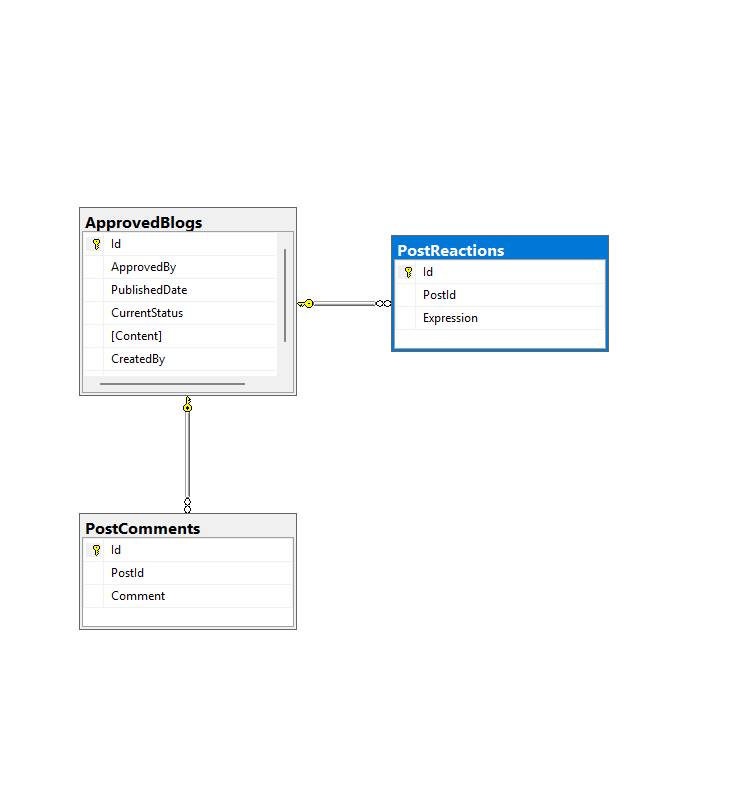 ApprovedBlogs
Id
ApprovedBy
PublishedDate
CurrentStatus
[Content]
CreatedBy
PostReactions
Id
PostId
Expression
PostComments
Id
PostId
Comment